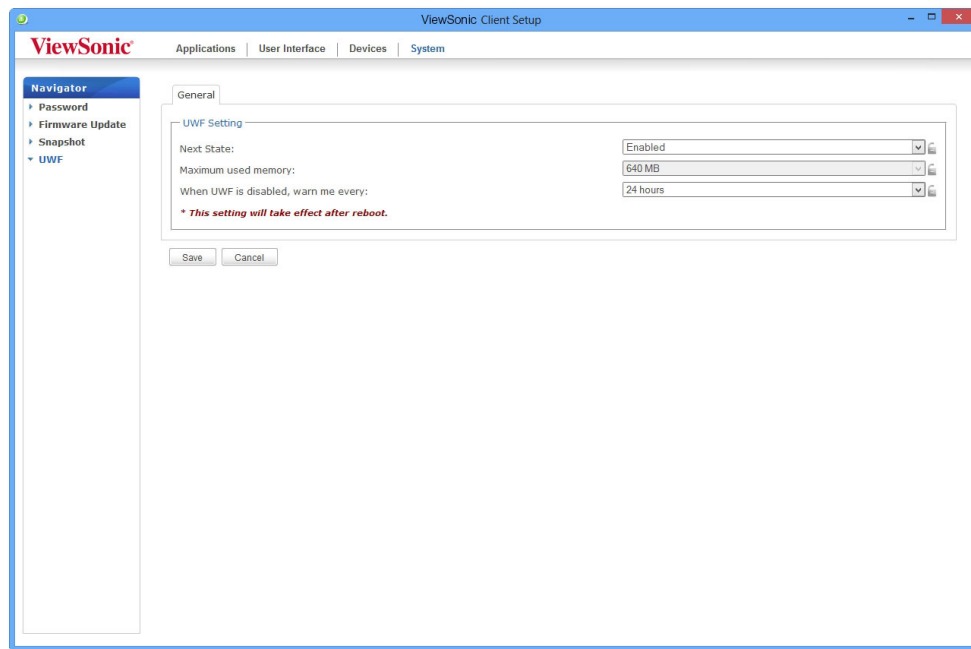 ViewSonic Client Setup
ViewSonic®
Applications | User Interface | Devices | System
Navigator
Password
Firmware Update
Snapshot
UWF
General
UWF Setting
Next State: Enabled
Maximum used memory: 640 MB
When UWF is disabled, warn me every: 24 hours
* This setting will take effect after reboot.
Save Cancel